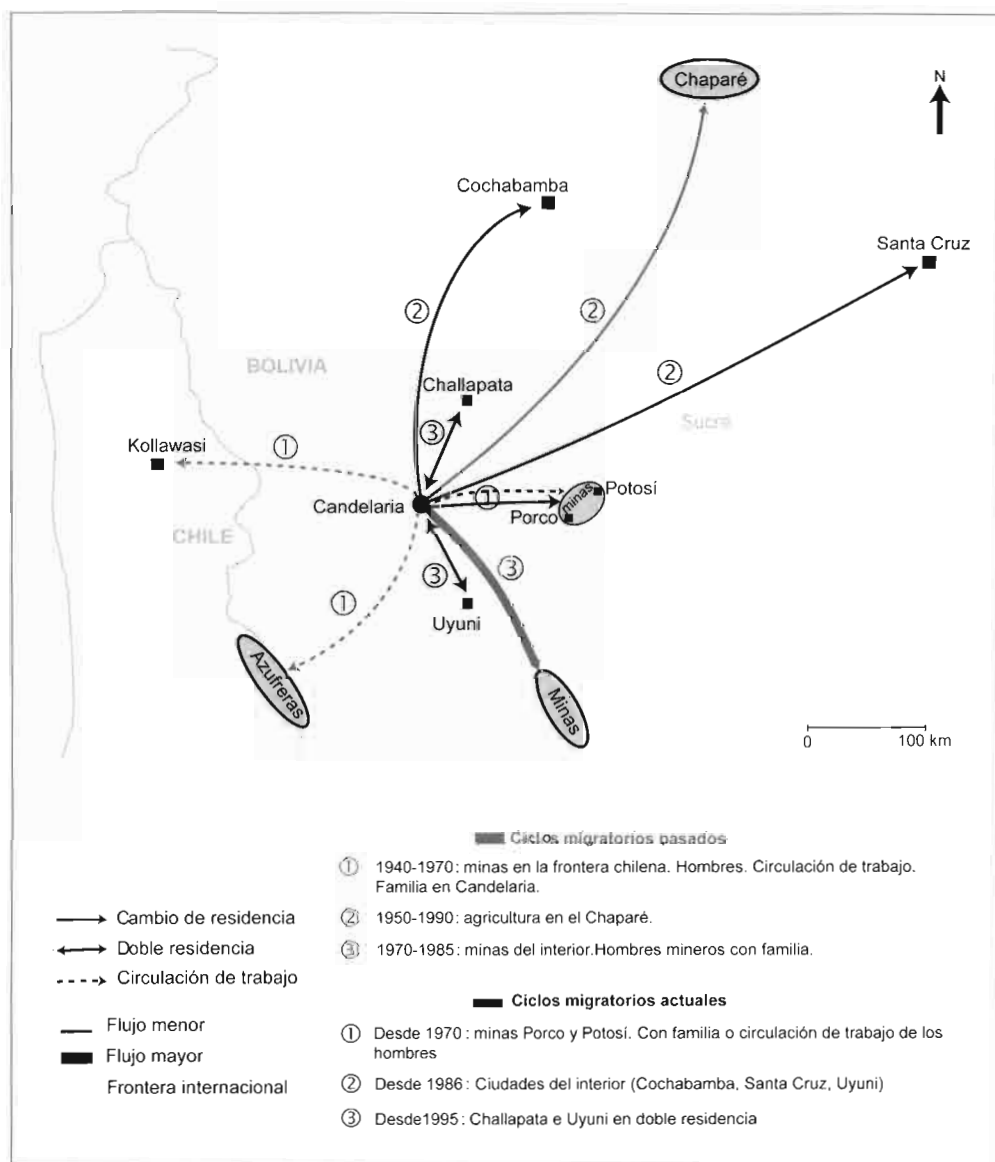 Chaparé
N
Cochabamba
Santa Cruz
②
②
BOLIVIA
②
Challapata
Sucre
③
Kollawasi
①
Candelaria
①
minas
Potosí
Porco
CHILE
③
③
①
Uyuni
Azufreras
Minas
0 100 km
Ciclos migratorios pasados
① 1940-1970: minas en la frontera chilena. Hombres. Circulación de trabajo.
Familia en Candelaria.
② 1950-1990: agricultura en el Chaparé.
③ 1970-1985: minas del interior.Hombres mineros con familia.
Cambio de residencia
Doble residencia
Circulación de trabajo
Flujo menor
Flujo mayor
Frontera internacional
Ciclos migratorios actuales
① Desde 1970: minas Porco y Potosí. Con familia o circulación de trabajo de los
hombres
② Desde 1986: Ciudades del interior (Cochabamba, Santa Cruz, Uyuni)
③ Desde1995: Challapata e Uyuni en doble residencia